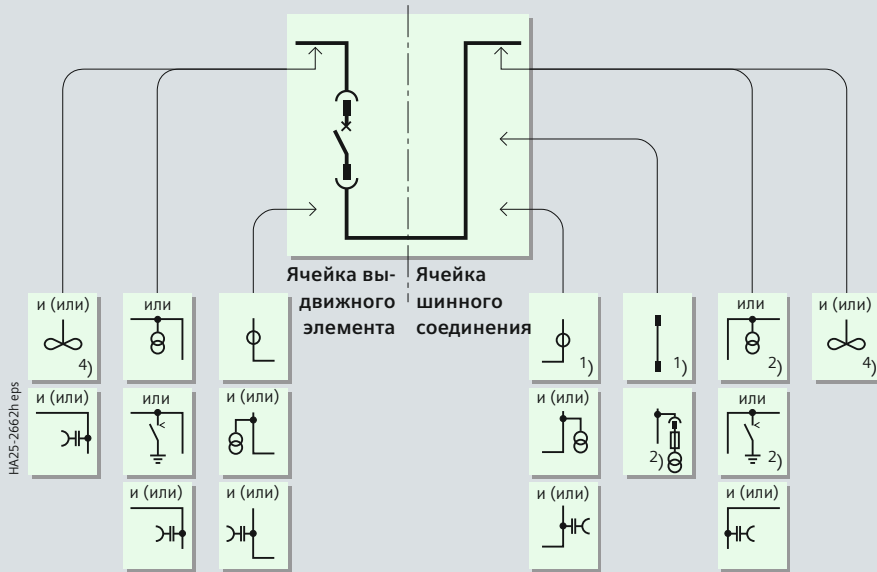 Ячейка вы-
движного
элемента
Ячейка
шинного
соединения
и (или)
4)
или
и (или)
1)
1)
или
2)
и (или)
4)
и (или)
или
и (или)
и (или)
2)
или
2)
и (или)
и (или)
и (или)
и (или)
HA25-2662h eps